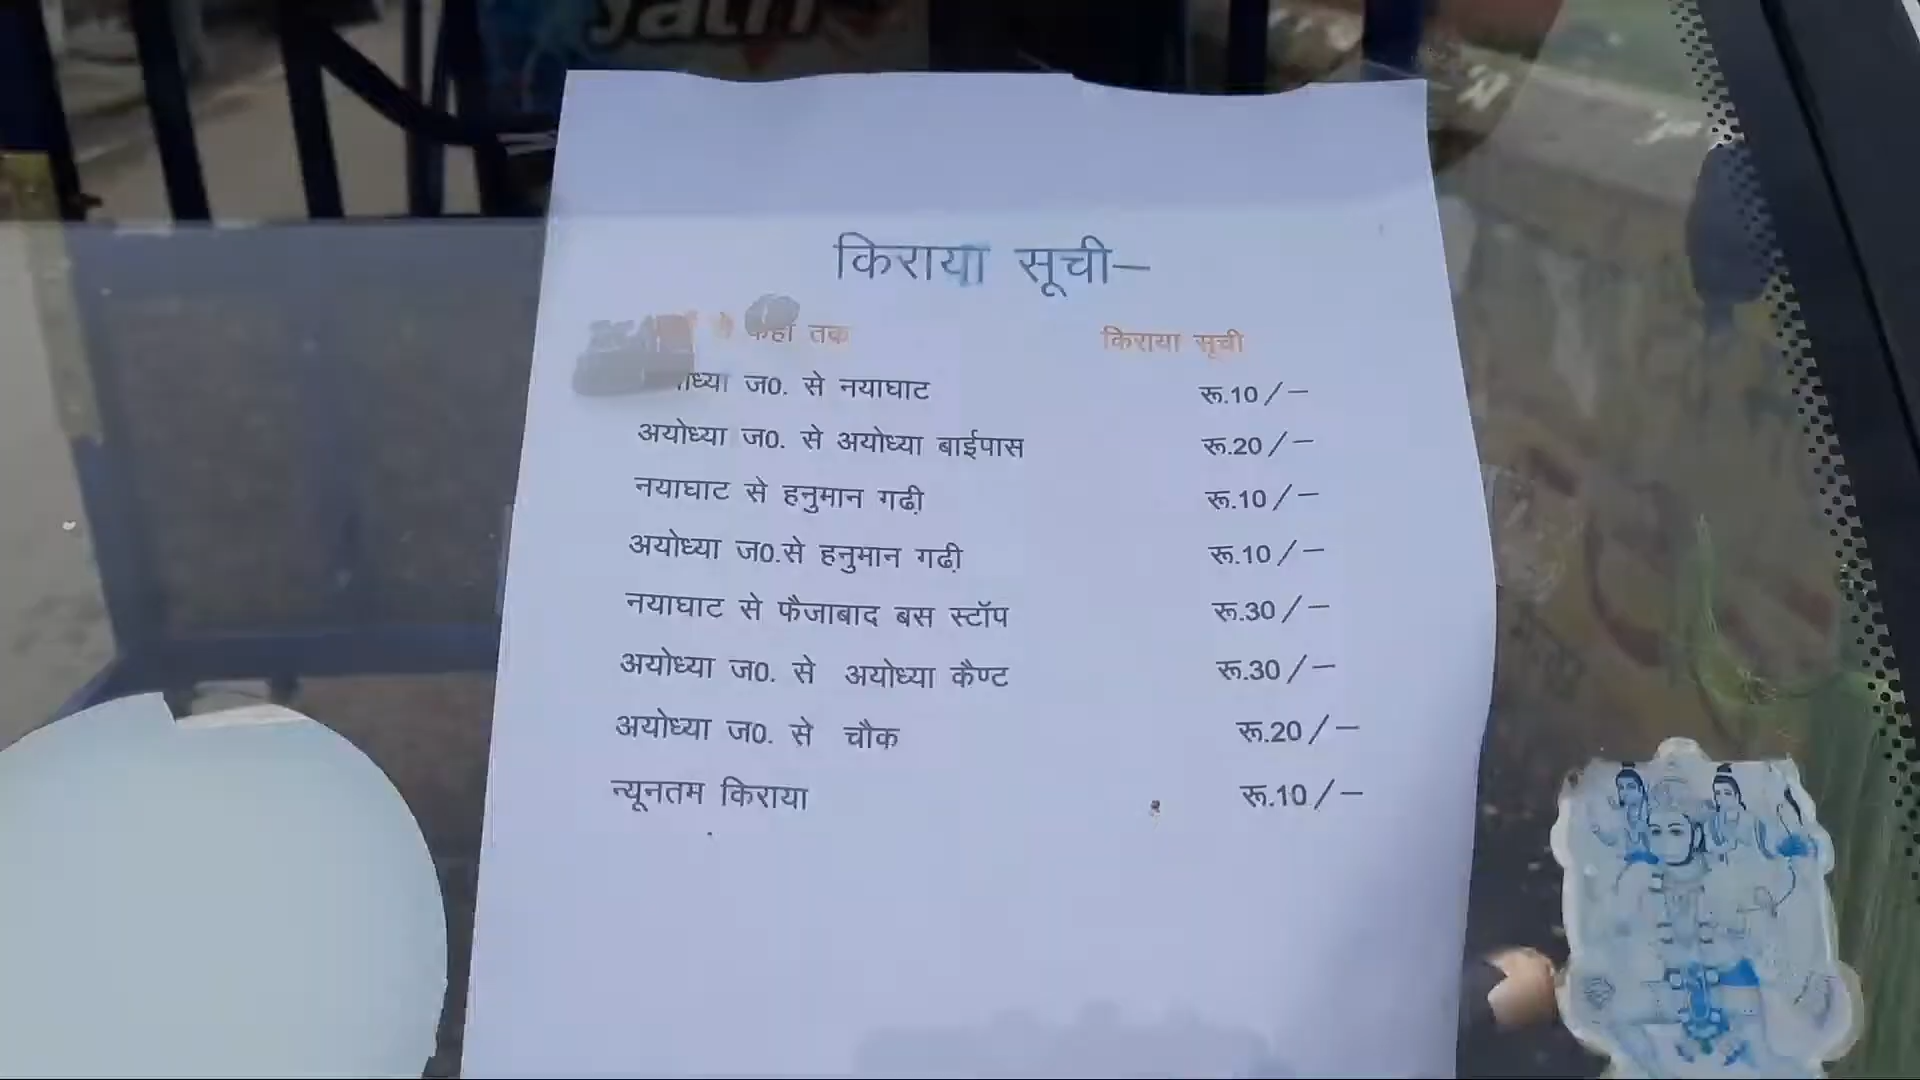 yatri
किराया सूची–
से कहां तक किराया सूची
ज0. से नयाघाट रू.10/–
अयोध्या ज0. से अयोध्या बाईपास रू.20/–
नयाघाट से हनुमान गढी़ रू.10/–
अयोध्या ज0.से हनुमान गढी़ रू.10/–
नयाघाट से फैजाबाद बस स्टॉप रू.30/–
अयोध्या ज0. से अयोध्या कैण्ट रू.30/–
अयोध्या ज0. से चौक रू.20/–
न्यूनतम किराया रू.10/–